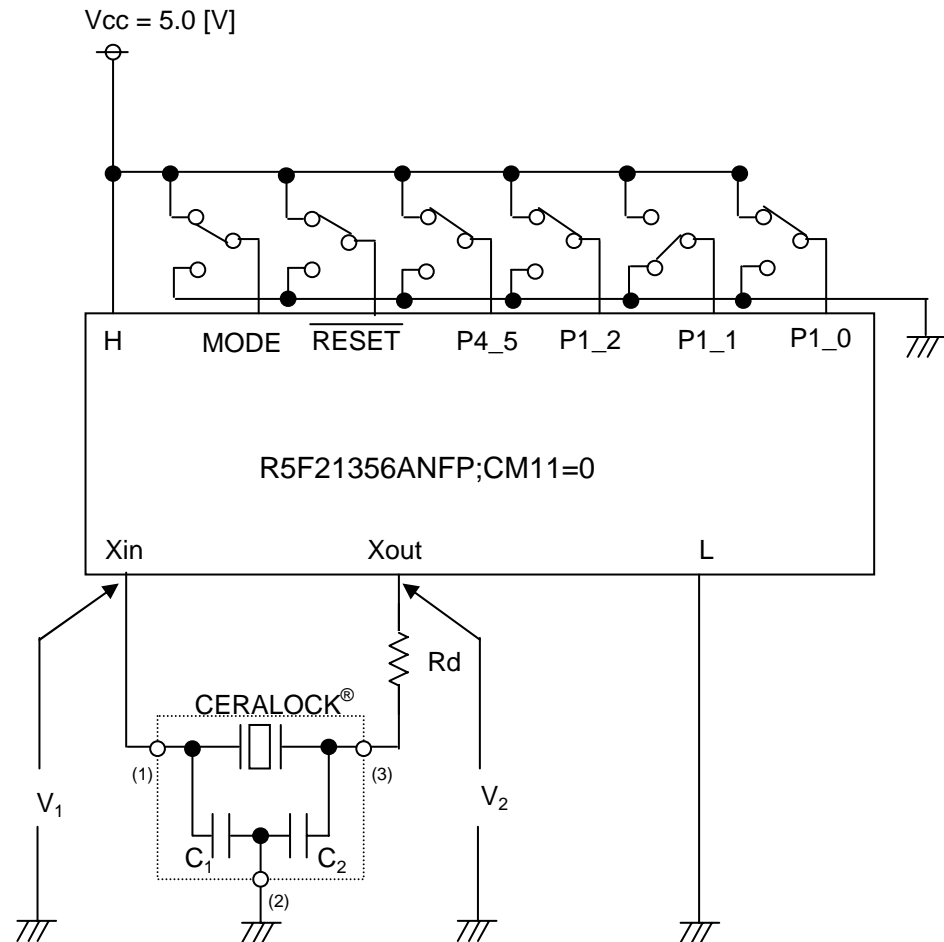 Vcc = 5.0 [V]
H MODE RESET P4_5 P1_2 P1_1 P1_0
R5F21356ANFP;CM11=0
Xin Xout L
Rd
CERALOCK®
(1) (3)
V1 V2
C1 C2
(2)